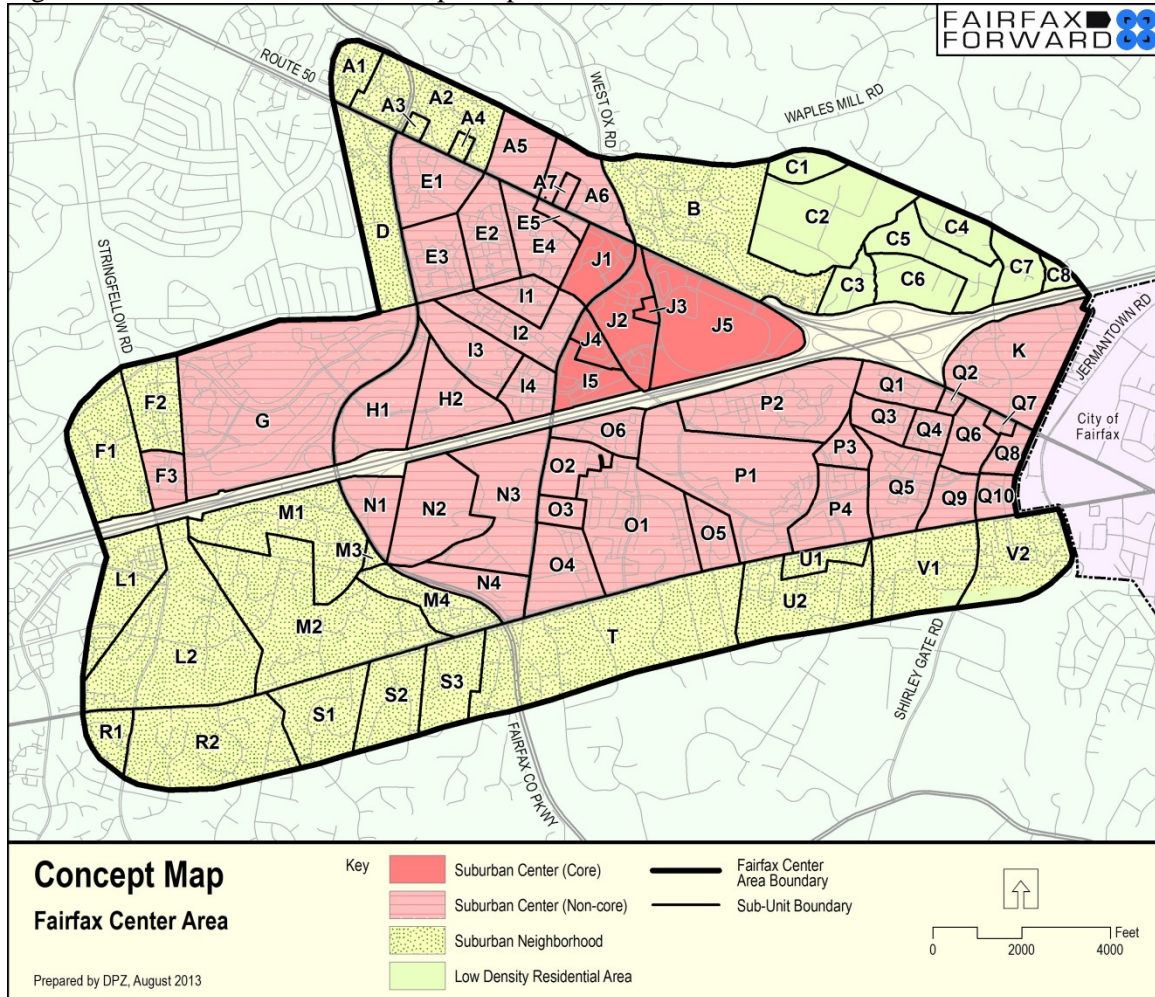 FAIRFAX
FORWARD
ROUTE 50
WEST OX RD
WAPLES MILL RD
A1
A2
A3
A4
A5
A7
A6
C1
C2
C4
C5
C7
C8
C3
C6
B
D
E1
E2
E5
E4
E3
J1
J2
J3
J5
J4
I1
I2
I3
I4
I5
STRINGFELLOW RD
JERMANTOWN RD
City of
Fairfax
K
F2
F1
F3
G
H1
H2
Q1
Q2
Q3
Q4
Q6
Q7
Q8
Q5
Q9
Q10
P2
P3
P1
P4
O6
O2
O3
O1
O5
O4
N1
N2
N3
N4
M1
M3
M2
M4
L1
L2
U1
U2
V1
V2
T
S1
S2
S3
R1
R2
SHIRLEY GATE RD
FAIRFAX CO PKWY
Concept Map
Fairfax Center Area
Prepared by DPZ, August 2013
Key
Suburban Center (Core)
Suburban Center (Non-core)
Suburban Neighborhood
Low Density Residential Area
Fairfax Center
Area Boundary
Sub-Unit Boundary
Feet
0 2000 4000